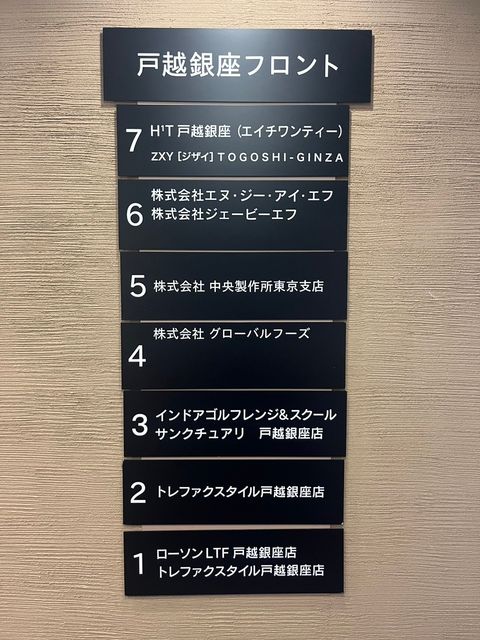 戸越銀座フロント
7
H¹T 戸越銀座（エイチワンティー）
ZXY [ジザイ] TOGOSHI-GINZA
6
株式会社エヌ・ジー・アイ・エフ
株式会社ジェービーエフ
5
株式会社 中央製作所東京支店
4
株式会社 グローバルフーズ
3
インドアゴルフレンジ&スクール
サンクチュアリ　戸越銀座店
2
トレファクスタイル戸越銀座店
1
ローソンLTF 戸越銀座店
トレファクスタイル戸越銀座店